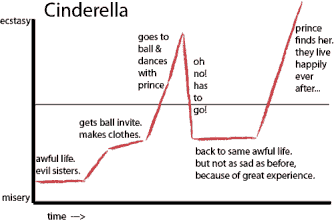 Cinderella
ecstasy
goes to
ball &
dances
with
prince
oh
no!
has
to
go!
prince
finds her.
they live
happily
ever
after...
gets ball invite.
makes clothes.
awful life.
evil sisters.
back to same awful life.
but not as sad as before,
because of great experience.
misery
time --->